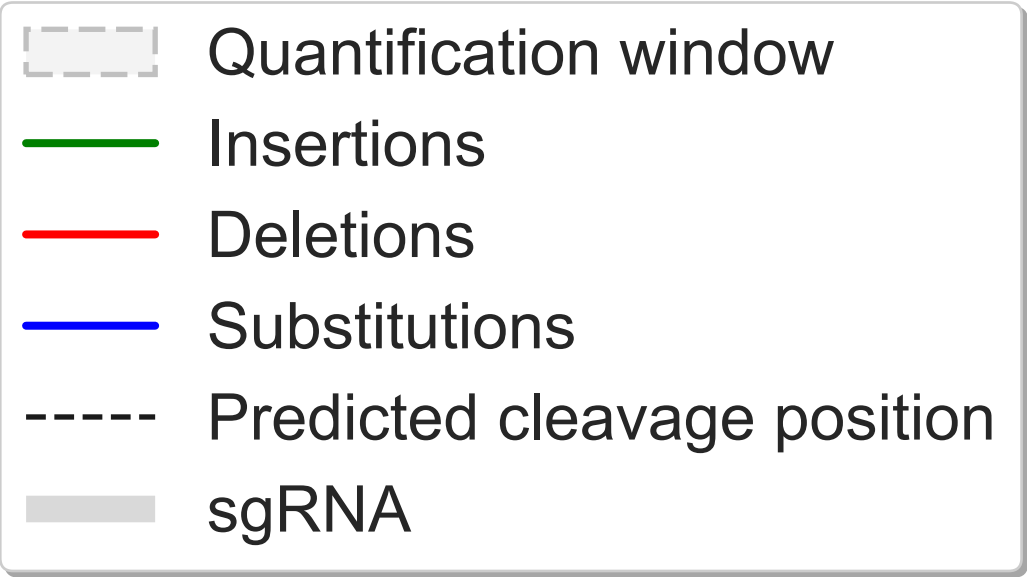 Quantification window
Insertions
Deletions
Substitutions
Predicted cleavage position
sgRNA